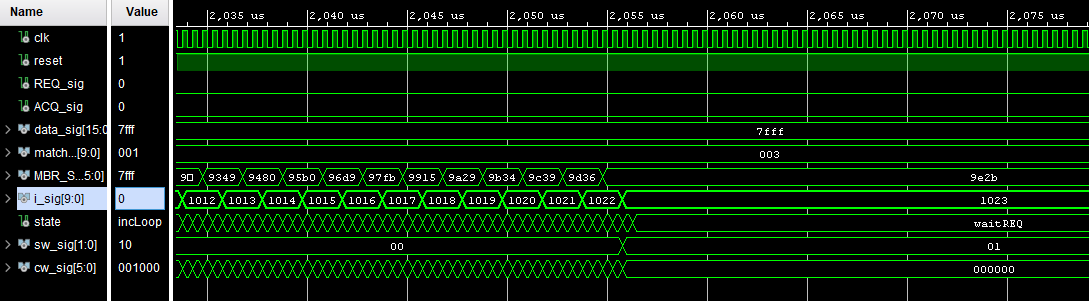 Name Value 2,035 us 2,040 us 2,045 us 2,050 us 2,055 us 2,060 us 2,065 us 2,070 us 2,075 us
clk 1
reset 1
REQ_sig 0
ACQ_sig 0
data_sig[15:0 7fff 7fff
match...[9:0] 001 003
MBR_S...5:0] 7fff 9 9349 9480 95b0 96d9 97fb 9915 9a29 9b34 9c39 9d36 9e2b
i_sig[9:0] 0 1012 1013 1014 1015 1016 1017 1018 1019 1020 1021 1022 1023
state incLoop waitREQ
sw_sig[1:0] 10 00 01
cw_sig[5:0] 001000 000000